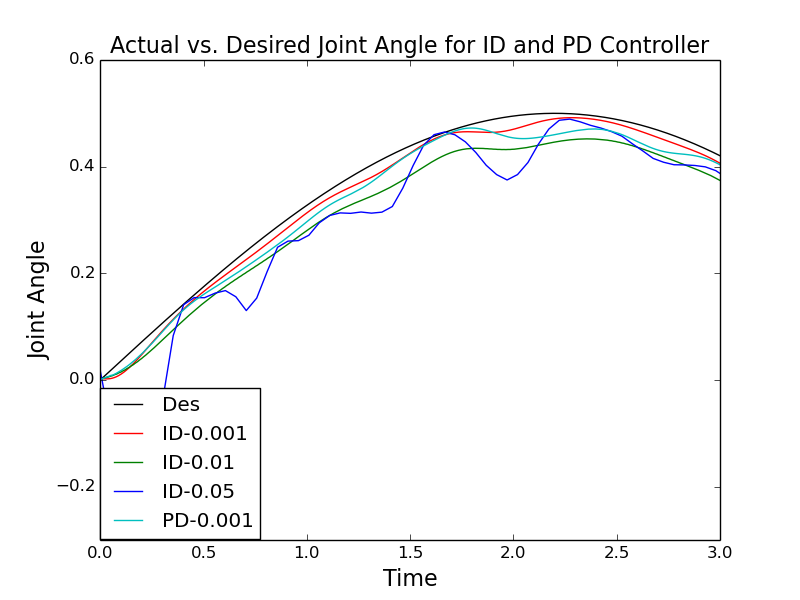 Actual vs. Desired Joint Angle for ID and PD Controller
0.6
0.4
0.2
0.0
−0.2
Joint Angle
Des
ID-0.001
ID-0.01
ID-0.05
PD-0.001
0.0 0.5 1.0 1.5 2.0 2.5 3.0
Time